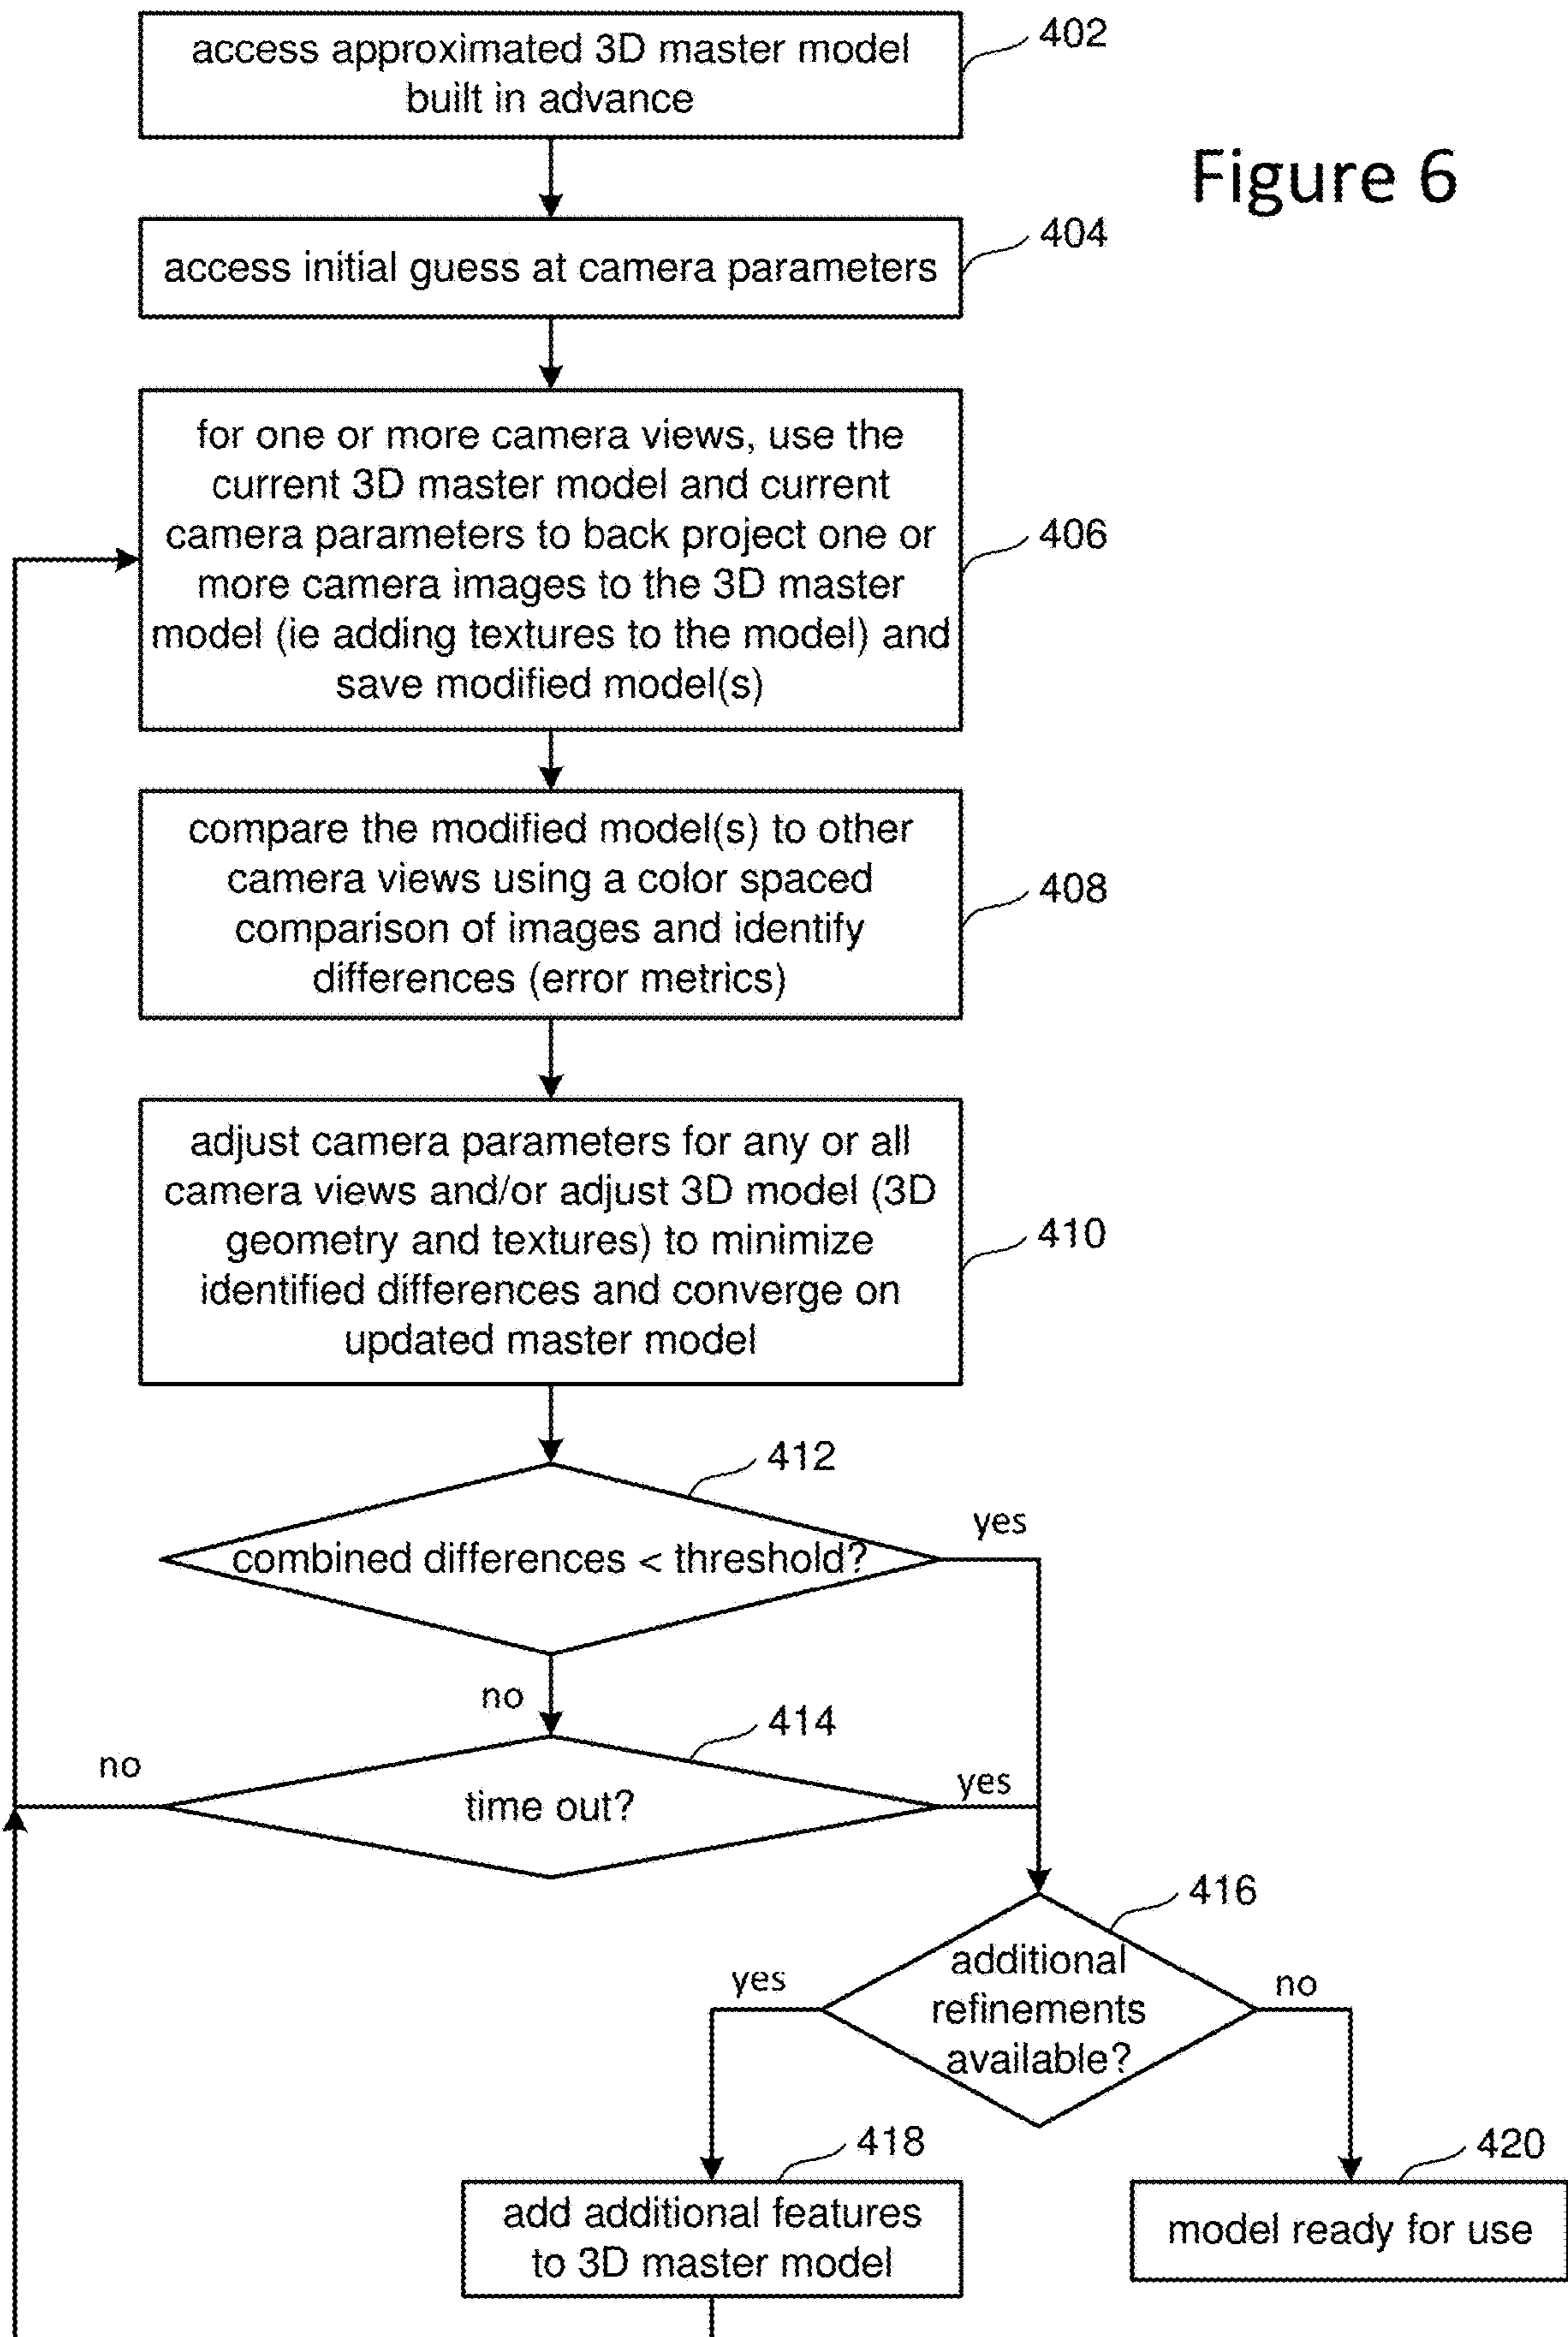 access approximated 3D master model
built in advance
402
Figure 6
access initial guess at camera parameters
404
for one or more camera views, use the
current 3D master model and current
camera parameters to back project one or
more camera images to the 3D master
model (ie adding textures to the model) and
save modified model(s)
406
compare the modified model(s) to other
camera views using a color spaced
comparison of images and identify
differences (error metrics)
408
adjust camera parameters for any or all
camera views and/or adjust 3D model (3D
geometry and textures) to minimize
identified differences and converge on
updated master model
410
412
combined differences < threshold?
yes
no
414
no
time out?
yes
416
additional
refinements
available?
yes
no
418
add additional features
to 3D master model
420
model ready for use